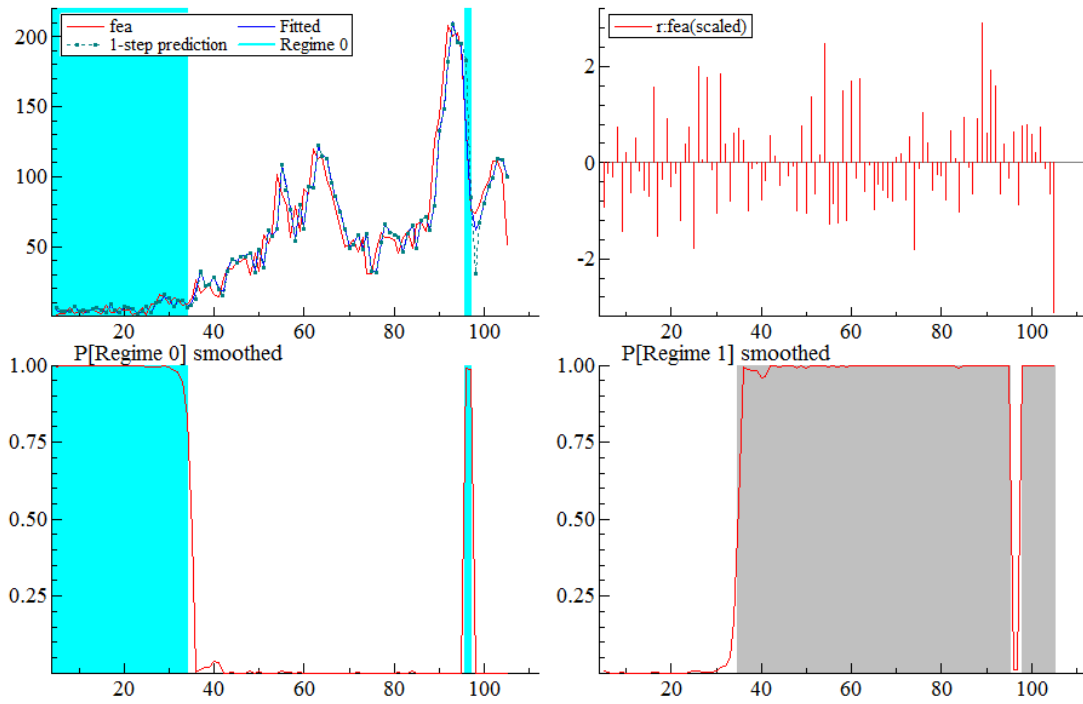 fea Fitted
1-step prediction Regime 0
200
150
100
50
20 40 60 80 100
r:fea(scaled)
2
0
-2
20 40 60 80 100
P[Regime 0] smoothed
1.00
0.75
0.50
0.25
20 40 60 80 100
P[Regime 1] smoothed
1.00
0.75
0.50
0.25
20 40 60 80 100